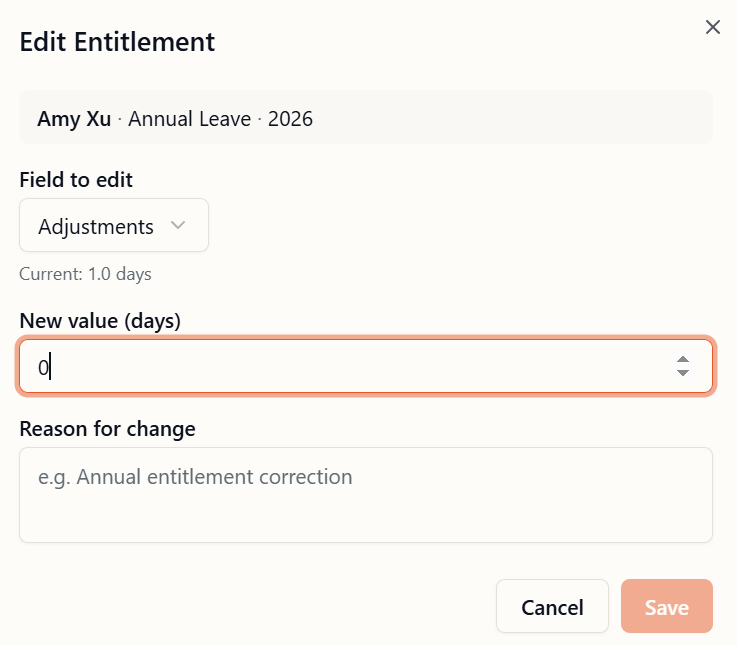 Edit Entitlement
Amy Xu · Annual Leave · 2026
Field to edit
Adjustments
Current: 1.0 days
New value (days)
0
Reason for change
e.g. Annual entitlement correction
Cancel Save